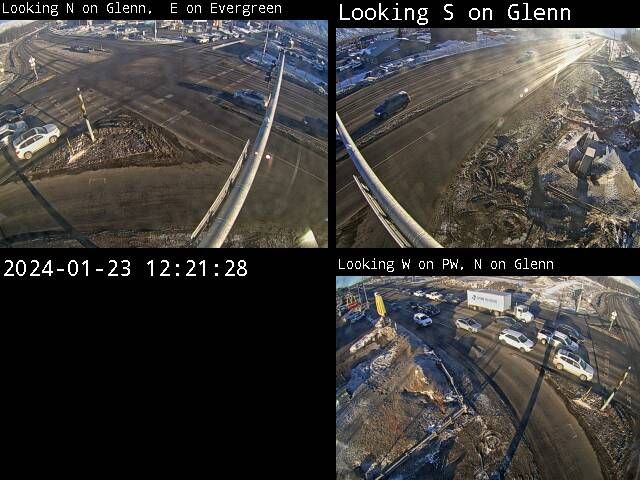 Looking N on Glenn,  E on Evergreen
Looking S on Glenn
2024-01-23 12:21:28
Looking W on PW, N on Glenn